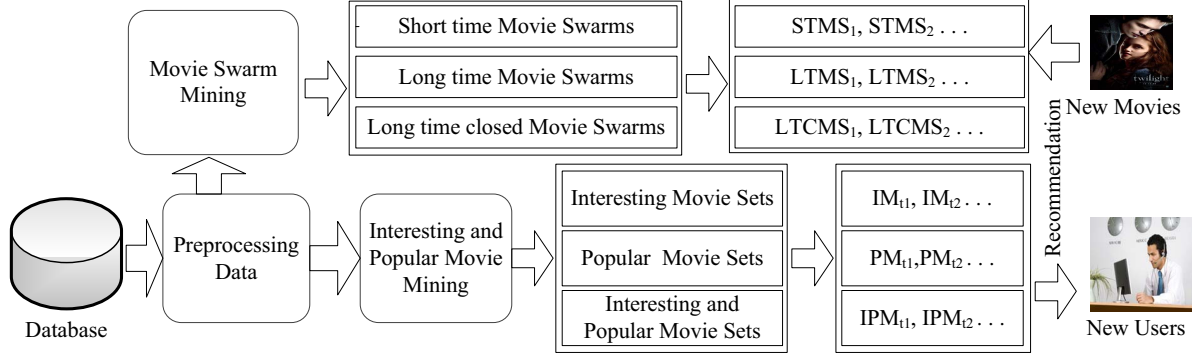 Movie Swarm
Mining
Short time Movie Swarms
Long time Movie Swarms
Long time closed Movie Swarms
STMS1, STMS2 . . .
LTMS1, LTMS2 . . .
LTCMS1, LTCMS2 . . .
twilight
New Movies
Recommendation
Database
Preprocessing
Data
Interesting and
Popular Movie
Mining
Interesting Movie Sets
Popular Movie Sets
Interesting and
Popular Movie Sets
IMt1, IMt2 . . .
PMt1,PMt2 . . .
IPMt1, IPMt2 . . .
New Users